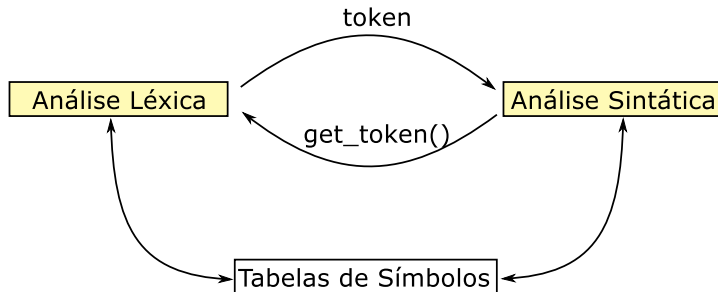 token
Análise Léxica
Análise Sintática
get_token()
Tabelas de Símbolos